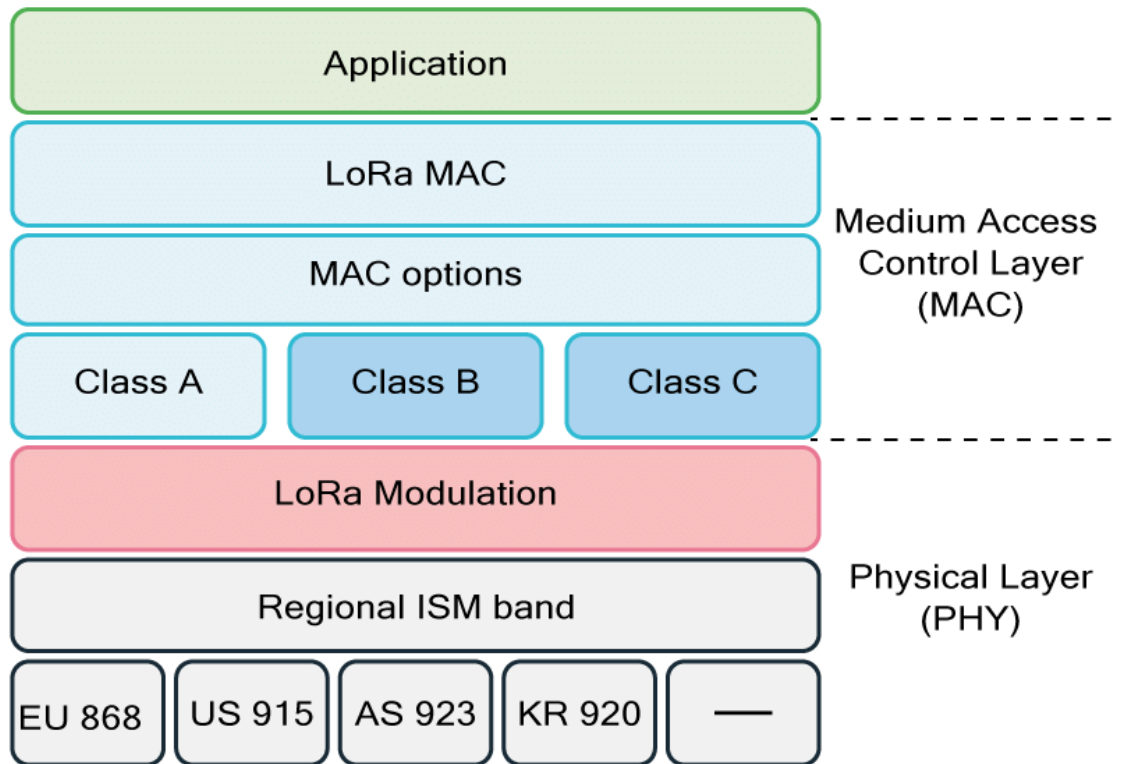 Application
LoRa MAC
MAC options
Class A
Class B
Class C
Medium Access
Control Layer
(MAC)
LoRa Modulation
Regional ISM band
EU 868
US 915
AS 923
KR 920
Physical Layer
(PHY)